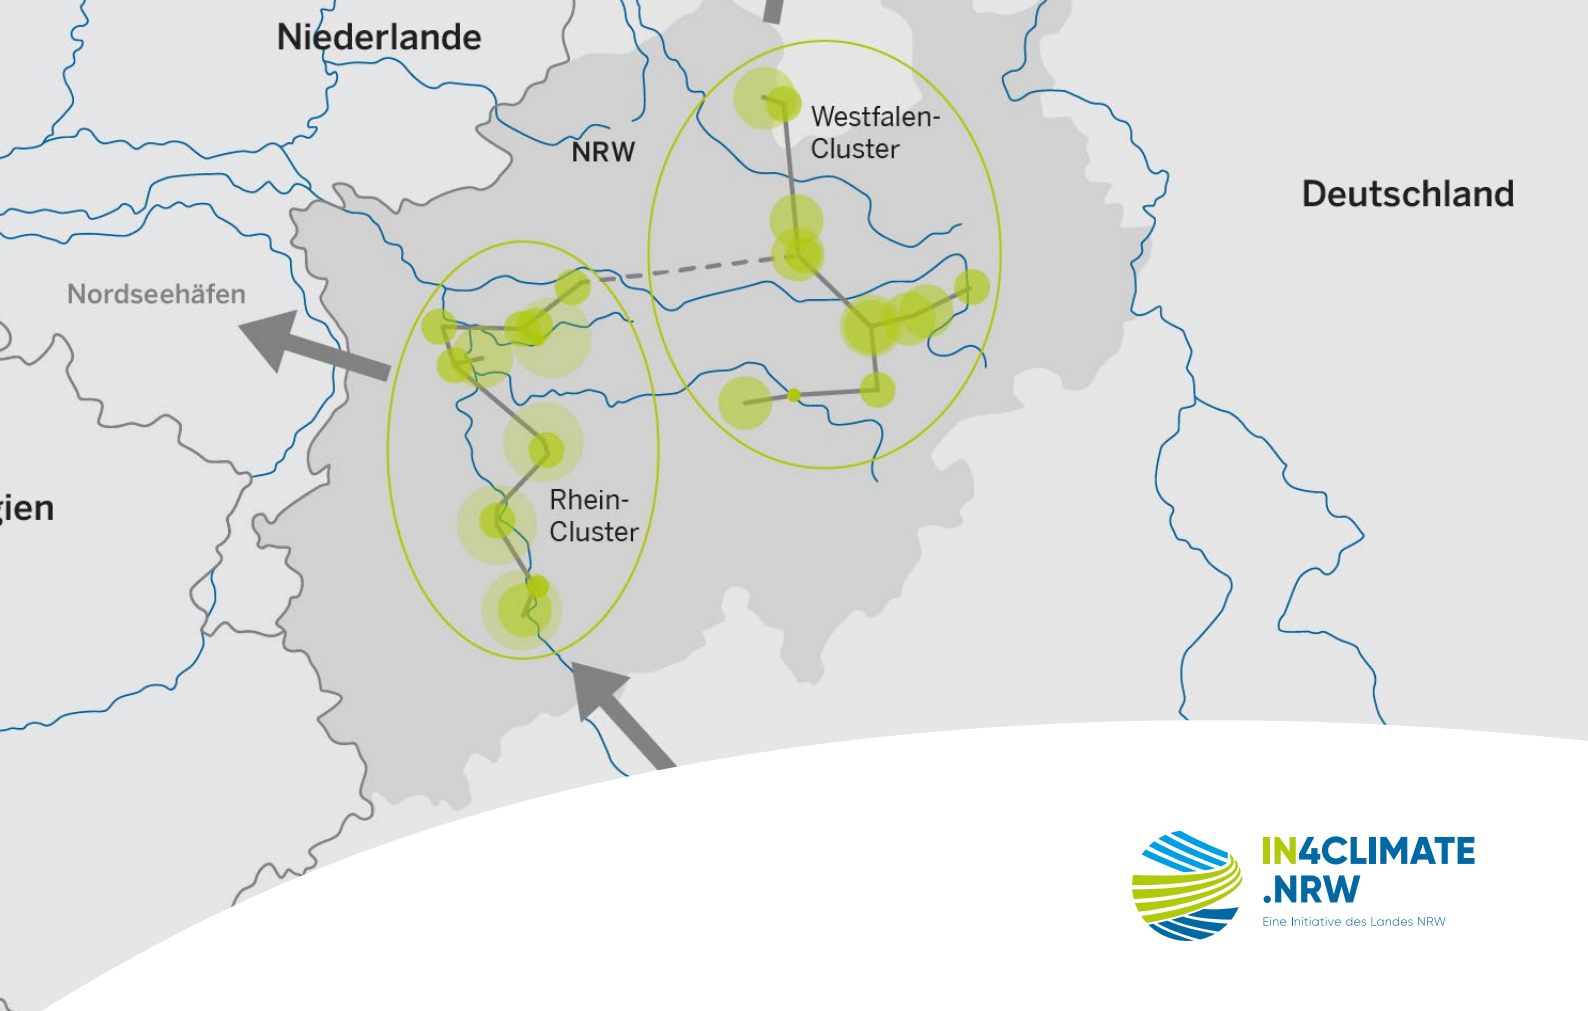 Niederlande
Westfalen-
Cluster
NRW
Deutschland
Nordseehäfen
Rhein-
Cluster
gien
IN4CLIMATE
.NRW
Eine Initiative des Landes NRW